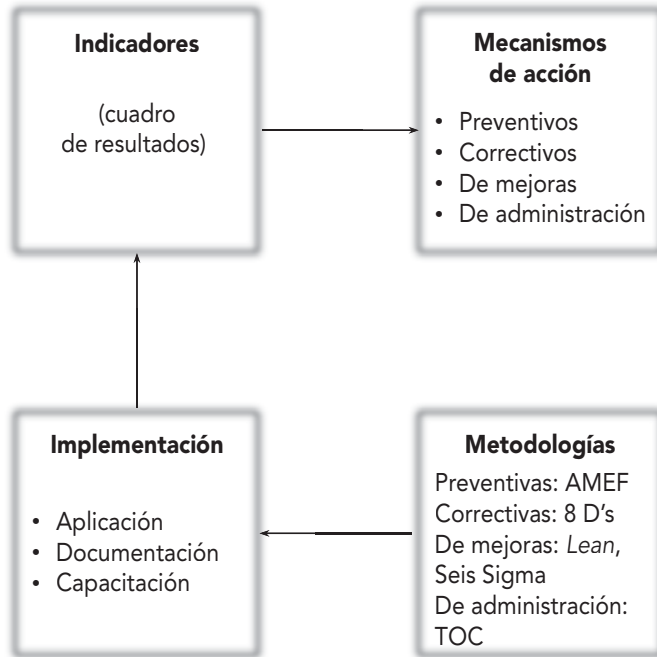 Indicadores
(cuadro
de resultados)
Mecanismos
de acción
• Preventivos
• Correctivos
• De mejoras
• De administración
Implementación
• Aplicación
• Documentación
• Capacitación
Metodologías
Preventivas: AMEF
Correctivas: 8 D’s
De mejoras: Lean,
Seis Sigma
De administración:
TOC